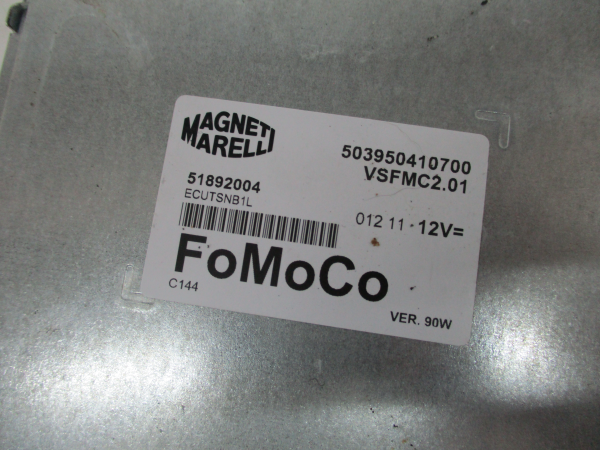 MAGNETI
MARELLI
503950410700
VSFMC2.01
51892004
ECUTSNB1L
012 11 - 12V=
FoMoCo
C144
VER. 90W